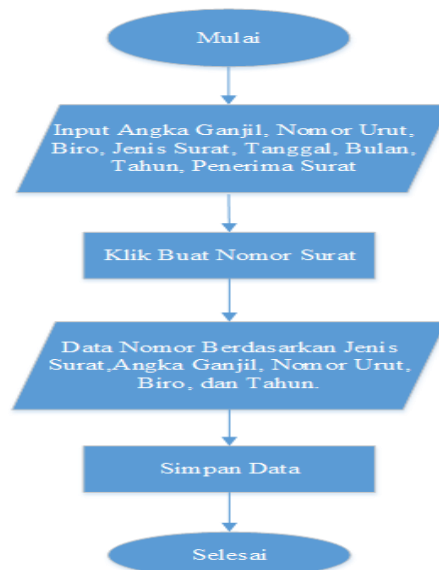 Mulai
Input Angka Ganjil, Nomor Urut,
Biro, Jenis Surat, Tanggal, Bulan,
Tahun, Penerima Surat
Klik Buat Nomor Surat
Data Nomor Berdasarkan Jenis
Surat,Angka Ganjil, Nomor Urut,
Biro, dan Tahun.
Simpan Data
Selesai